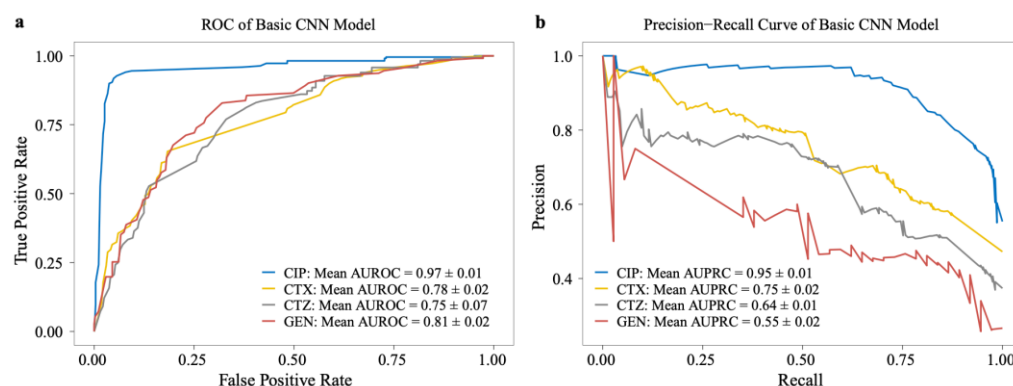 a
ROC of Basic CNN Model
True Positive Rate
1.00
0.75
0.50
0.25
0.00
CIP: Mean AUROC = 0.97 ± 0.01
CTX: Mean AUROC = 0.78 ± 0.02
CTZ: Mean AUROC = 0.75 ± 0.07
GEN: Mean AUROC = 0.81 ± 0.02
0.00 0.25 0.50 0.75 1.00
False Positive Rate
b
Precision−Recall Curve of Basic CNN Model
Precision
1.0
0.8
0.6
0.4
CIP: Mean AUPRC = 0.95 ± 0.01
CTX: Mean AUPRC = 0.75 ± 0.02
CTZ: Mean AUPRC = 0.64 ± 0.01
GEN: Mean AUPRC = 0.55 ± 0.02
0.00 0.25 0.50 0.75 1.00
Recall